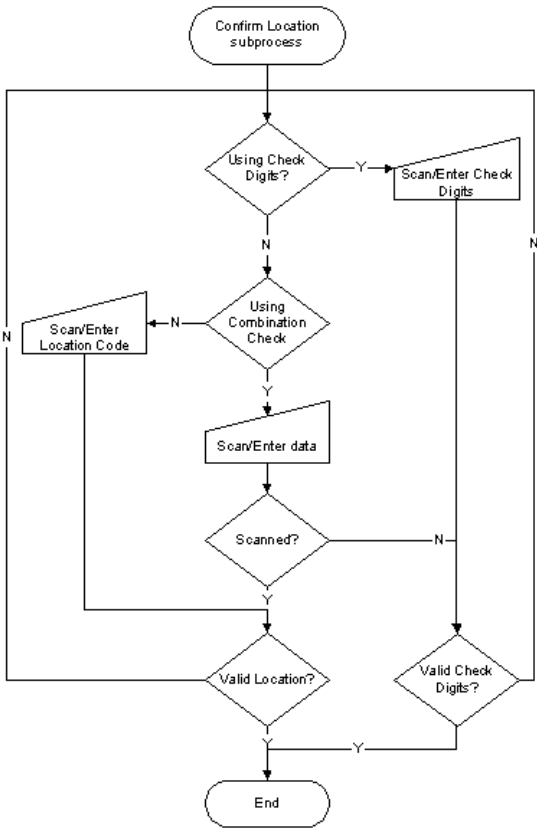 Confirm Location
subprocess
Using Check
Digits?
Y
Scan/Enter Check
Digits
N
N
Using
Combination
Check
N
Scan/Enter
Location Code
N
Y
Scan/Enter data
Scanned?
N
Y
Valid Location?
Valid Check
Digits?
Y
Y
End